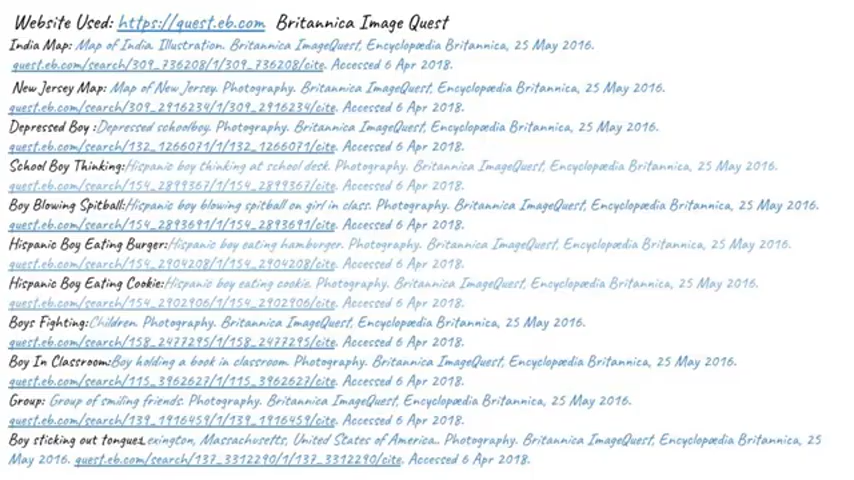 Website Used: https://quest.eb.com Britannica Image Quest
India Map: Map of India. Illustration. Britannica ImageQuest, Encyclopædia Britannica, 25 May 2016.
quest.eb.com/search/309_736208/1/309_736208/cite. Accessed 6 Apr 2018.
New Jersey Map: Map of New Jersey. Photography. Britannica ImageQuest, Encyclopædia Britannica, 25 May 2016.
quest.eb.com/search/309_2916234/1/309_2916234/cite. Accessed 6 Apr 2018.
Depressed Boy :Depressed schoolboy. Photography. Britannica ImageQuest, Encyclopædia Britannica, 25 May 2016.
quest.eb.com/search/132_1266071/1/132_1266071/cite. Accessed 6 Apr 2018.
School Boy Thinking:Hispanic boy thinking at school desk. Photography. Britannica ImageQuest, Encyclopædia Britannica, 25 May 2016.
quest.eb.com/search/154_2899367/1/154_2899367/cite. Accessed 6 Apr 2018.
Boy Blowing Spitball:Hispanic boy blowing spitball on girl in class. Photography. Britannica ImageQuest, Encyclopædia Britannica, 25 May 2016.
quest.eb.com/search/154_2893691/1/154_2893691/cite. Accessed 6 Apr 2018.
Hispanic Boy Eating Burger:Hispanic boy eating hamburger. Photography. Britannica ImageQuest, Encyclopædia Britannica, 25 May 2016.
quest.eb.com/search/154_2904208/1/154_2904208/cite. Accessed 6 Apr 2018.
Hispanic Boy Eating Cookie:Hispanic boy eating cookie. Photography. Britannica ImageQuest, Encyclopædia Britannica, 25 May 2016.
quest.eb.com/search/154_2902906/1/154_2902906/cite. Accessed 6 Apr 2018.
Boys Fighting:Children. Photography. Britannica ImageQuest, Encyclopædia Britannica, 25 May 2016.
quest.eb.com/search/158_2477295/1/158_2477295/cite. Accessed 6 Apr 2018.
Boy In Classroom:Boy holding a book in classroom. Photography. Britannica ImageQuest, Encyclopædia Britannica, 25 May 2016.
quest.eb.com/search/115_3962627/1/115_3962627/cite. Accessed 6 Apr 2018.
Group: Group of smiling friends. Photography. Britannica ImageQuest, Encyclopædia Britannica, 25 May 2016.
quest.eb.com/search/139_1916459/1/139_1916459/cite. Accessed 6 Apr 2018.
Boy sticking out tongue:Lexington, Massachusetts, United States of America.. Photography. Britannica ImageQuest, Encyclopædia Britannica, 25
May 2016. quest.eb.com/search/137_3312290/1/137_3312290/cite. Accessed 6 Apr 2018.